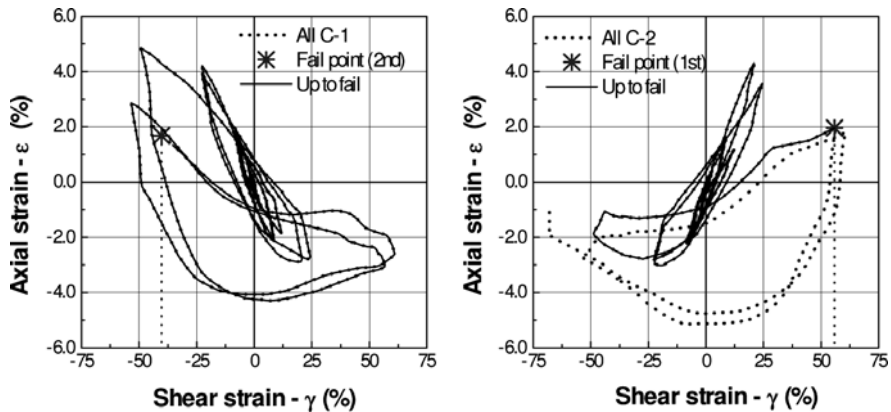 6.0
4.0
2.0
0.0
-2.0
-4.0
-6.0
Axial strain - ε (%)
All C-1
Fail point (2nd)
Up to fail
-75 -50 -25 0 25 50 75
Shear strain - γ (%)
6.0
4.0
2.0
0.0
-2.0
-4.0
-6.0
Axial strain - ε (%)
All C-2
Fail point (1st)
Up to fail
-75 -50 -25 0 25 50 75
Shear strain - γ (%)